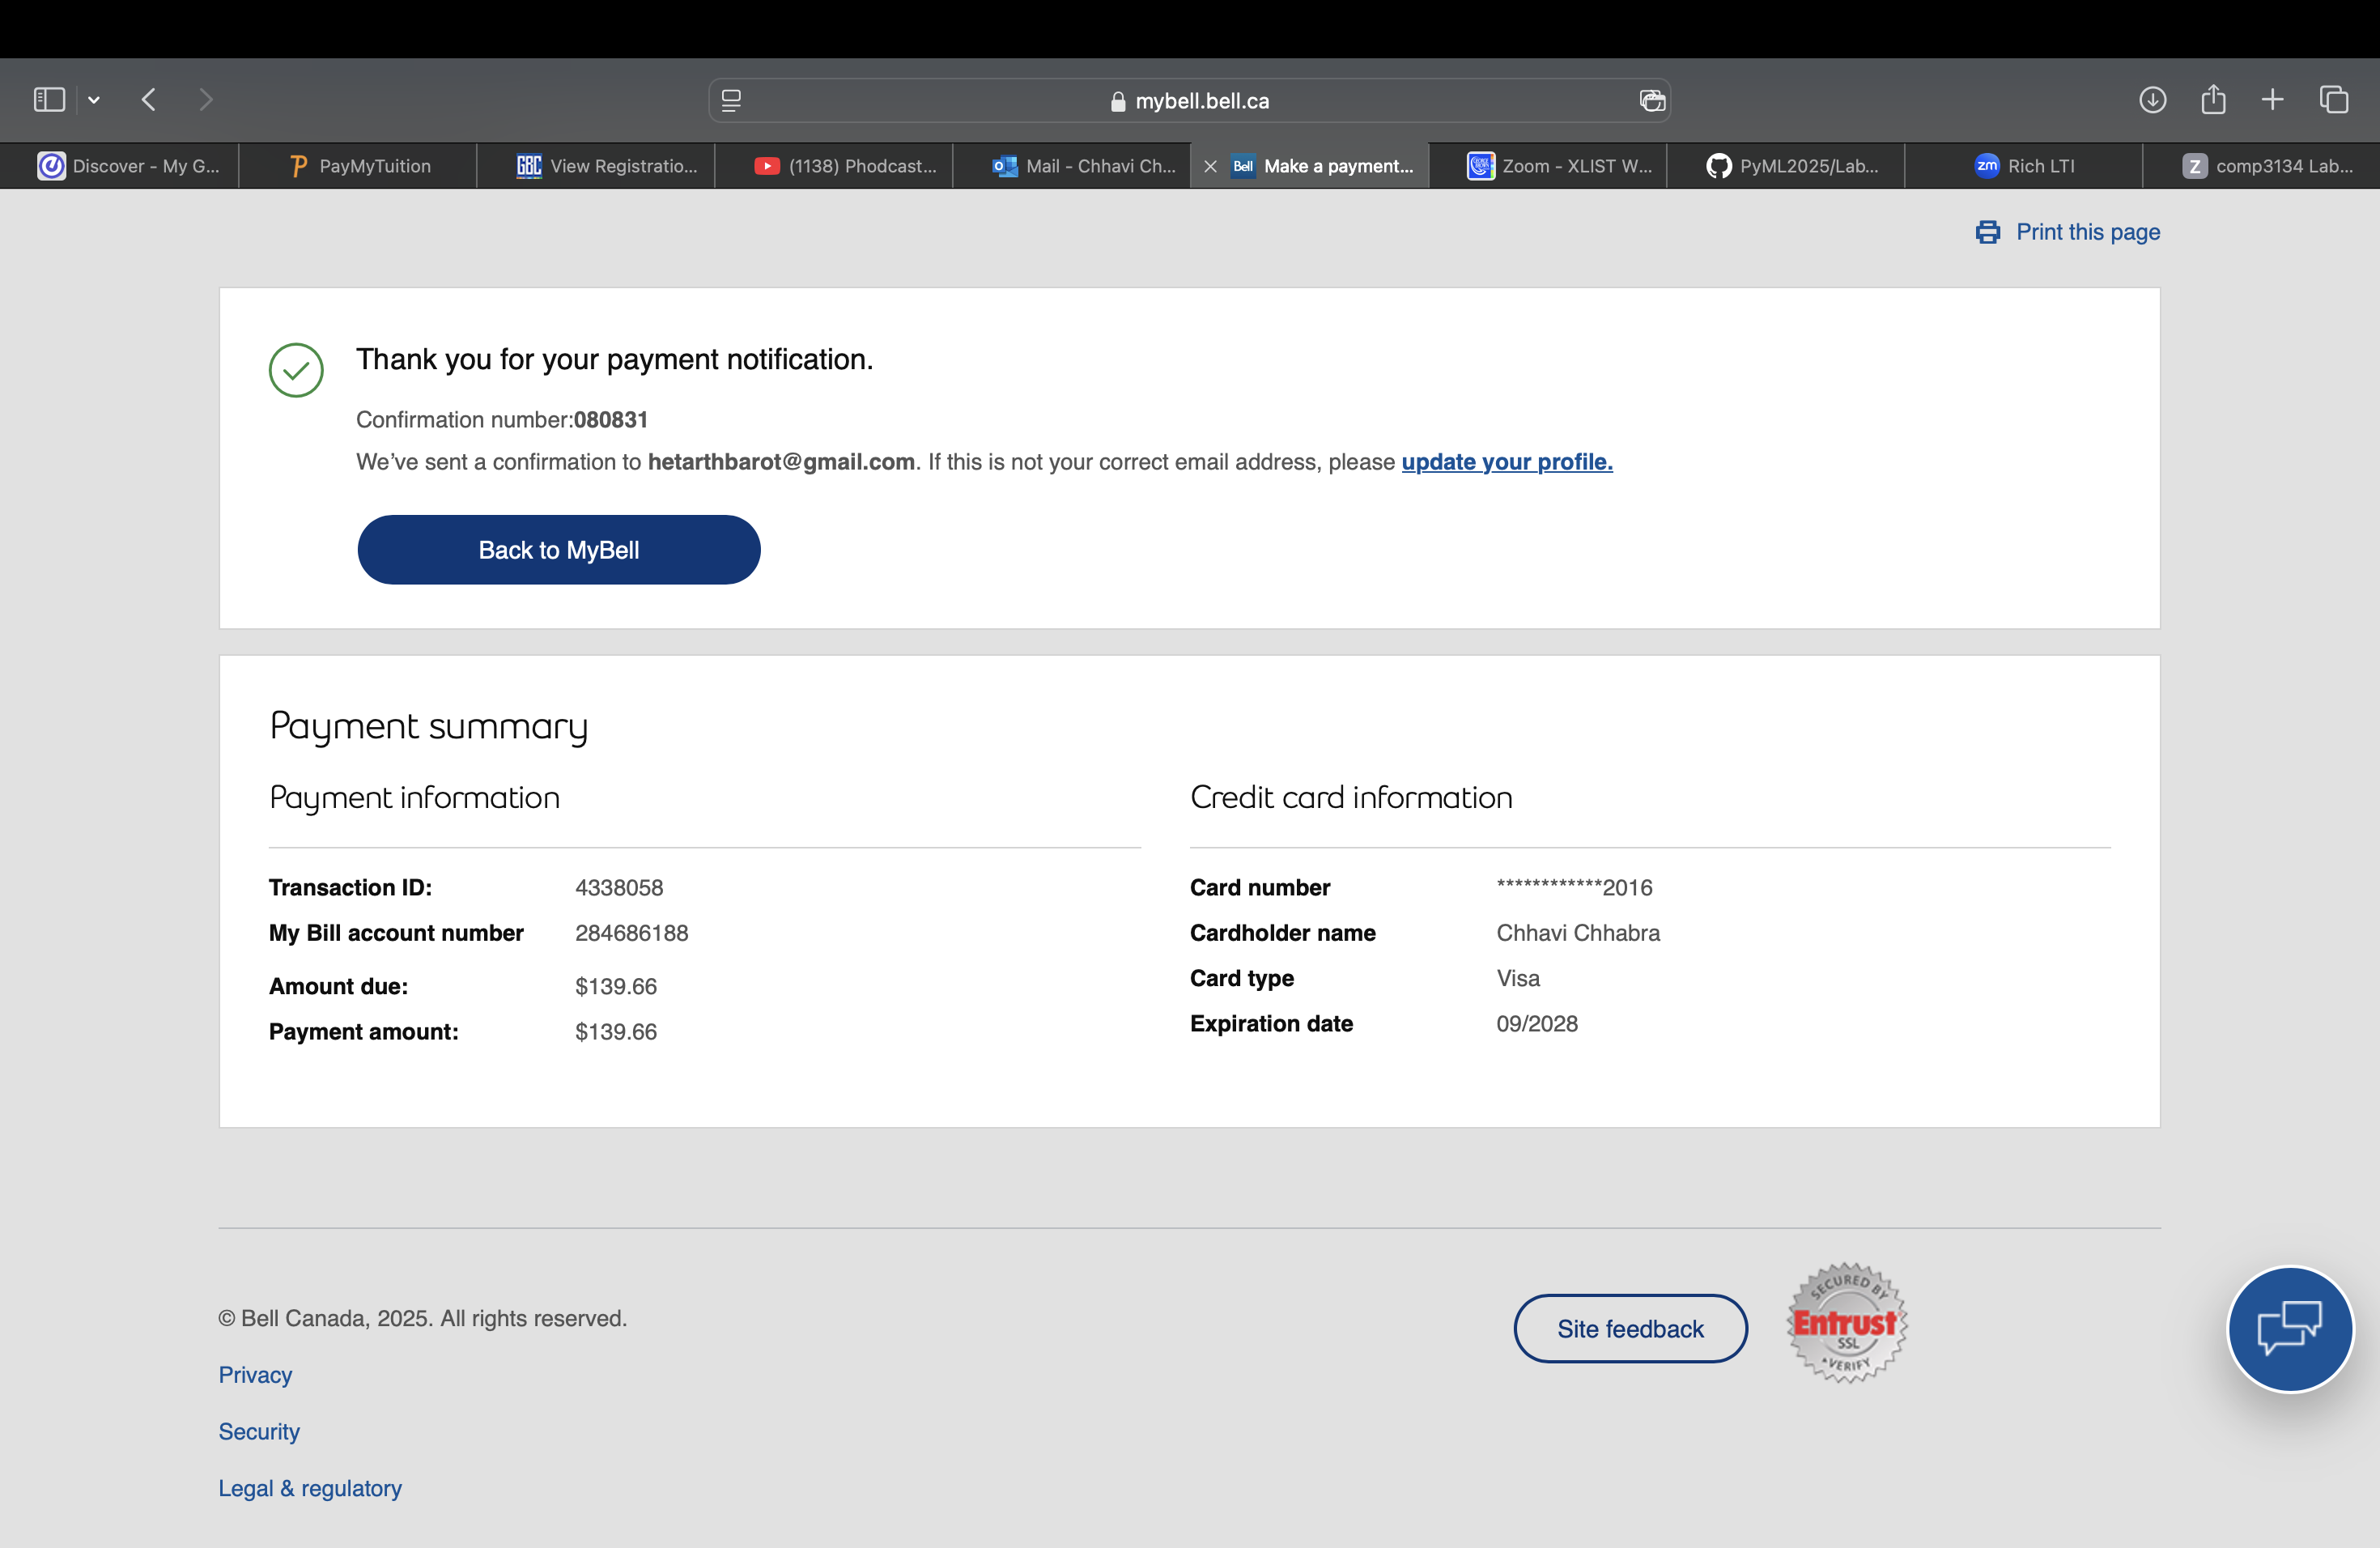 mybell.bell.ca
Discover - My G...
PayMyTuition
GBC View Registratio...
(1138) Phodcast...
Mail - Chhavi Ch...
Bell Make a payment...
Zoom - XLIST W...
PyML2025/Lab...
zm Rich LTI
Z comp3134 Lab...
Print this page
Thank you for your payment notification.
Confirmation number:080831
We've sent a confirmation to hetarthbarot@gmail.com. If this is not your correct email address, please update your profile.
Back to MyBell
Payment summary
Payment information
Transaction ID: 4338058
My Bill account number 284686188
Amount due: $139.66
Payment amount: $139.66
Credit card information
Card number ************2016
Cardholder name Chhavi Chhabra
Card type Visa
Expiration date 09/2028
© Bell Canada, 2025. All rights reserved.
Privacy
Security
Legal & regulatory
Site feedback
SECURED BY
Entrust
SSL
VERIFY